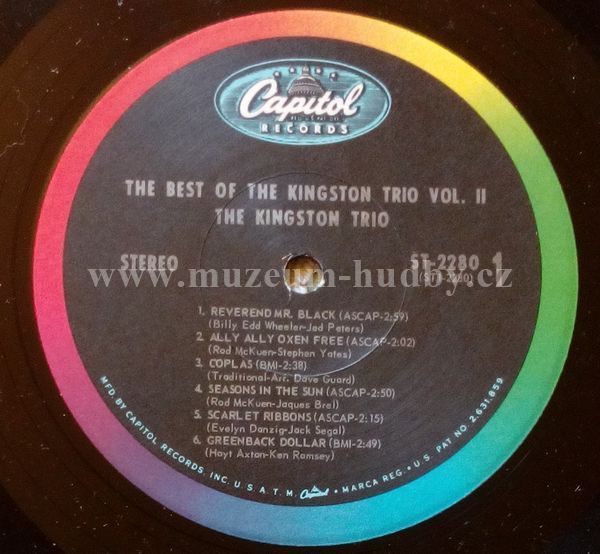 Capitol
RECORDS
THE BEST OF THE KINGSTON TRIO VOL. II
THE KINGSTON TRIO
STEREO
ST-2280 1
(ST1-2280)
www.muzeum-hudby.cz
1. REVEREND MR. BLACK (ASCAP-2:59)
(Billy Edd Wheeler-Jed Peters)
2. ALLY ALLY OXEN FREE (ASCAP-2:02)
(Rod McKuen-Stephen Yates)
3. COPLAS (BMI-2:38)
(Traditional-Arr. Dave Guard)
4. SEASONS IN THE SUN (ASCAP-2:50)
(Rod McKuen-Jaques Brel)
5. SCARLET RIBBONS (ASCAP-2:15)
(Evelyn Danzig-Jack Segal)
6. GREENBACK DOLLAR (BMI-2:49)
(Hoyt Axton-Ken Ramsey)
MFD. BY CAPITOL RECORDS, INC. U.S.A. T.M. Capitol • MARCA REG. • U.S. PAT. NO. 2,631,859